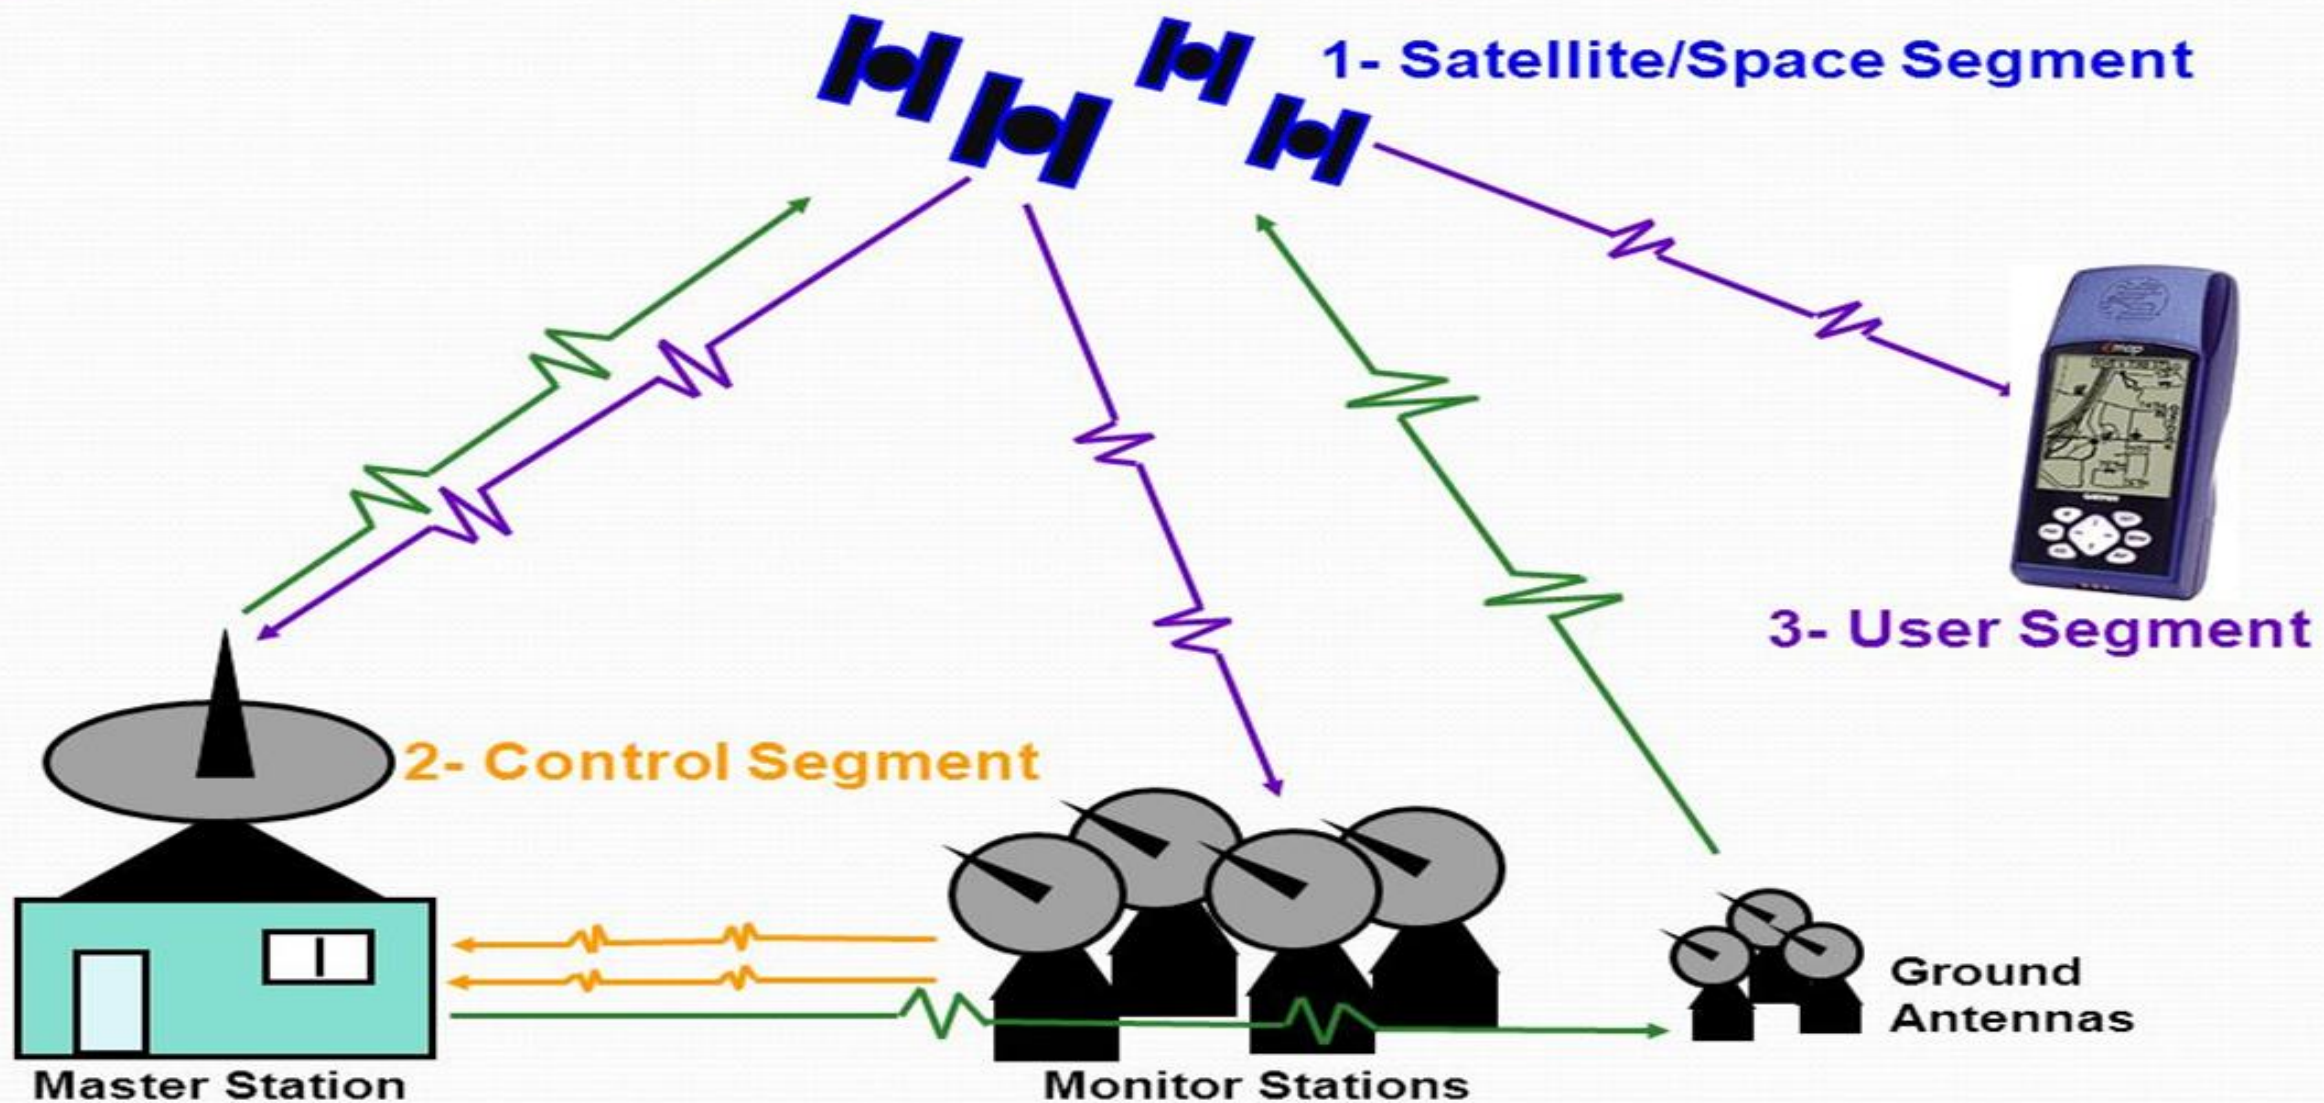 1- Satellite/Space Segment
3- User Segment
2- Control Segment
Ground
Antennas
Master Station
Monitor Stations